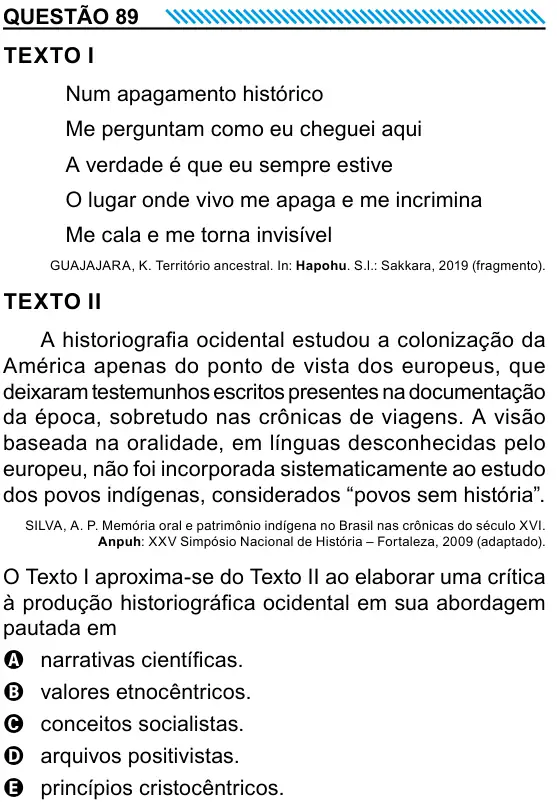 QUESTÃO 89
TEXTO I
Num apagamento histórico
Me perguntam como eu cheguei aqui
A verdade é que eu sempre estive
O lugar onde vivo me apaga e me incrimina
Me cala e me torna invisível
GUAJAJARA, K. Território ancestral. In: Hapohu. S.l.: Sakkara, 2019 (fragmento).
TEXTO II
A historiografia ocidental estudou a colonização da
América apenas do ponto de vista dos europeus, que
deixaram testemunhos escritos presentes na documentação
da época, sobretudo nas crônicas de viagens. A visão
baseada na oralidade, em línguas desconhecidas pelo
europeu, não foi incorporada sistematicamente ao estudo
dos povos indígenas, considerados “povos sem história”.
SILVA, A. P. Memória oral e patrimônio indígena no Brasil nas crônicas do século XVI.
Anpuh: XXV Simpósio Nacional de História – Fortaleza, 2009 (adaptado).
O Texto I aproxima-se do Texto II ao elaborar uma crítica
à produção historiográfica ocidental em sua abordagem
pautada em
A narrativas científicas.
B valores etnocêntricos.
C conceitos socialistas.
D arquivos positivistas.
E princípios cristocêntricos.